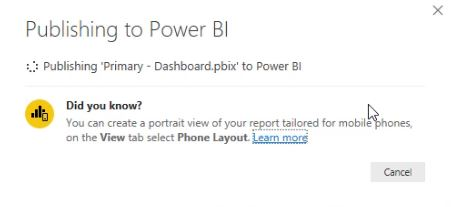 Publishing to Power BI
Publishing 'Primary - Dashboard.pbix' to Power BI
Did you know?
You can create a portrait view of your report tailored for mobile phones,
on the View tab select Phone Layout. Learn more
Cancel